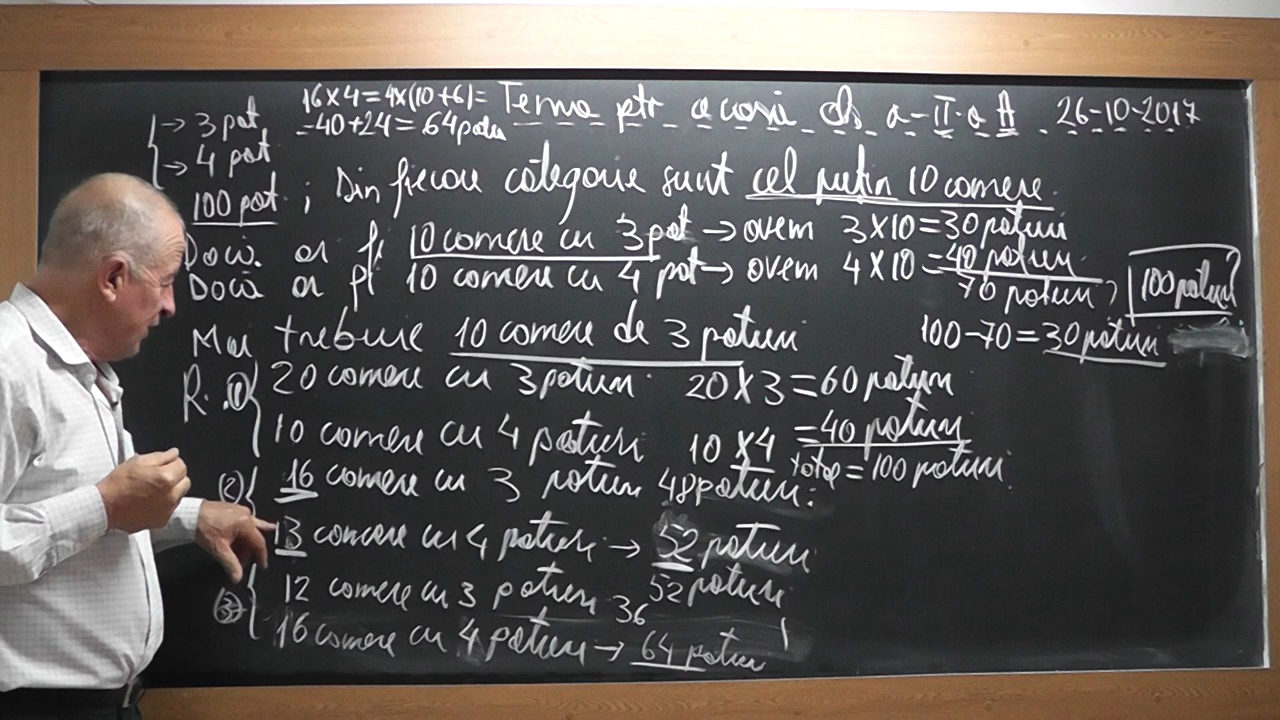 16×4=4×(10+6)=
=40+24=64 paturi
Tema ptr acasă cls a-II-a A 26-10-2017
→ 3 pat
→ 4 pat
100 pat. ; Din fiecare categorie sunt cel puțin 10 camere.
Dacă ar fi 10 camere cu 3 pat → avem 3×10=30 paturi
Dacă ar fi 10 camere cu 4 pat → avem 4×10=40 paturi
70 paturi, 100 paturi?
Mai trebuie 10 camere de 3 paturi 100-70=30 paturi
R. ① 20 camere cu 3 paturi 20×3=60 paturi
10 camere cu 4 paturi 10×4=40 paturi
total=100 paturi.
② 16 camere cu 3 paturi 48 paturi.
13 camere cu 4 paturi → 52 paturi
③ 12 camere cu 3 paturi 36 52 paturi
16 camere cu 4 paturi → 64 paturi